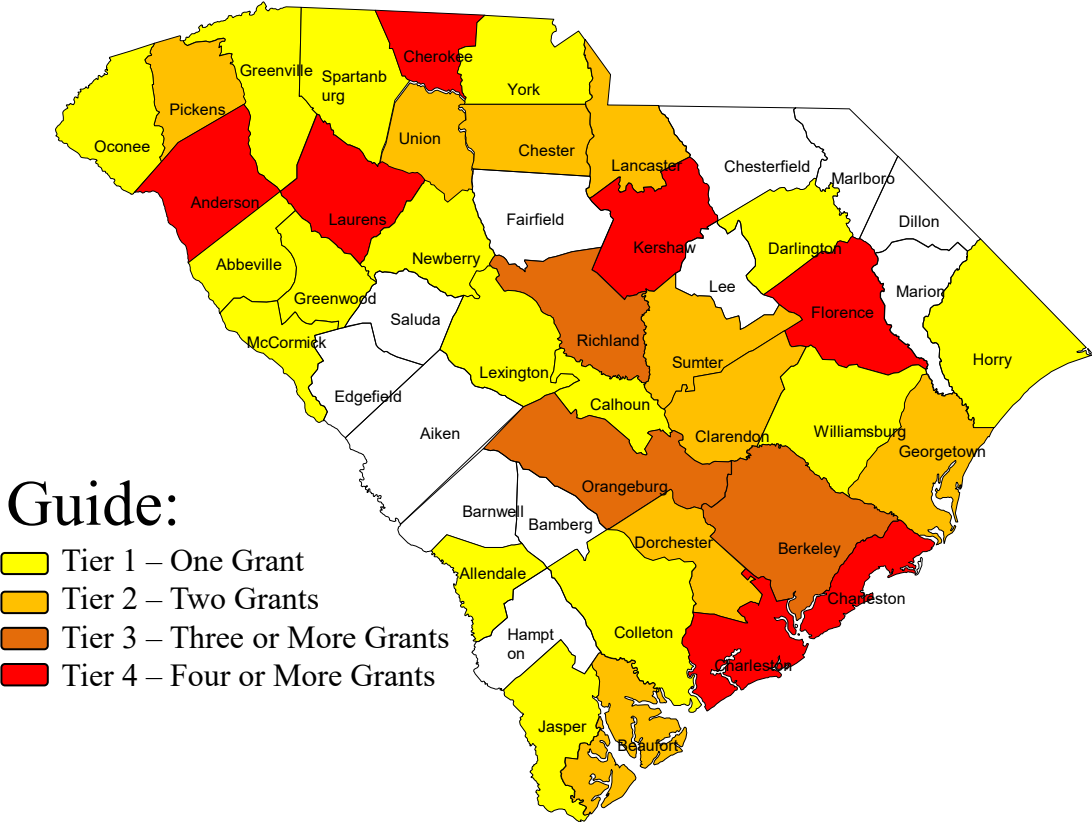 Cherokee
Greenville
Spartanb
urg
York
Pickens
Union
Oconee
Chester
Lancaster
Chesterfield
Marlboro
Anderson
Laurens
Fairfield
Dillon
Kershaw
Darlington
Newberry
Abbeville
Lee
Marion
Greenwood
Florence
Saluda
McCormick
Richland
Horry
Sumter
Lexington
Edgefield
Calhoun
Aiken
Clarendon
Williamsburg
Georgetown
Orangeburg
Guide:
Barnwell
Bamberg
Dorchester
Berkeley
Tier 1 – One Grant
Allendale
Tier 2 – Two Grants
Charleston
Tier 3 – Three or More Grants
Hampt
on
Colleton
Charleston
Tier 4 – Four or More Grants
Jasper
Beaufort